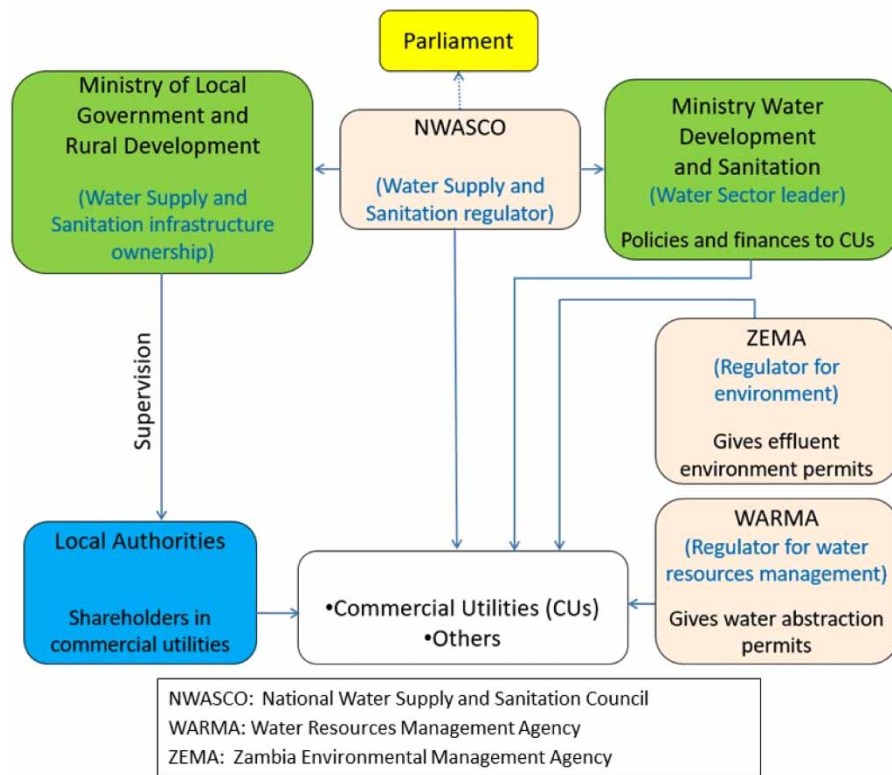 Parliament
Ministry of Local
Government and
Rural Development
(Water Supply and
Sanitation infrastructure
ownership)
NWASCO
(Water Supply and
Sanitation regulator)
Ministry Water
Development
and Sanitation
(Water Sector leader)
Policies and finances to CUs
Supervision
ZEMA
(Regulator for
environment)
Gives effluent
environment permits
Local Authorities
Shareholders in
commercial utilities
•Commercial Utilities (CUs)
•Others
WARMA
(Regulator for water
resources management)
Gives water abstraction
permits
NWASCO: National Water Supply and Sanitation Council
WARMA: Water Resources Management Agency
ZEMA: Zambia Environmental Management Agency